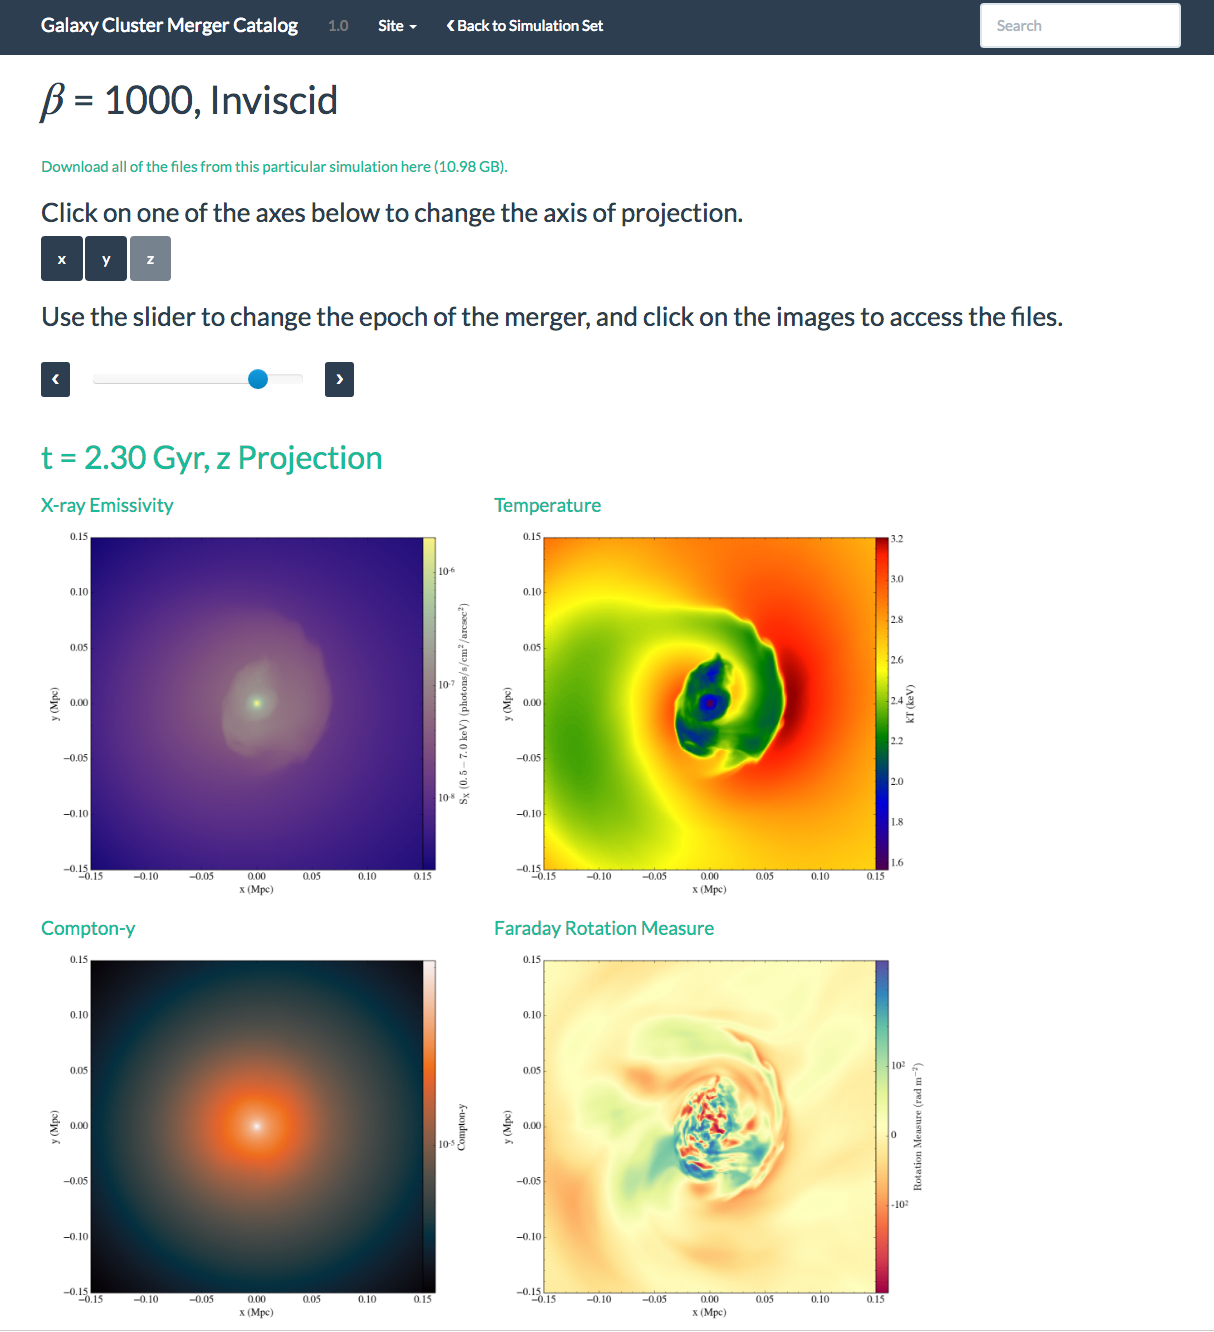 Galaxy Cluster Merger Catalog 1.0 Site Back to Simulation Set Search
β = 1000, Inviscid
Download all of the files from this particular simulation here (10.98 GB).
Click on one of the axes below to change the axis of projection.
x y z
Use the slider to change the epoch of the merger, and click on the images to access the files.
t = 2.30 Gyr, z Projection
X-ray Emissivity
0.15
0.10
0.05
0.00
−0.05
−0.10
−0.15
y (Mpc)
−0.15 −0.10 −0.05 0.00 0.05 0.10 0.15
x (Mpc)
10⁻⁶
10⁻⁷
10⁻⁸
S_X (0.5 − 7.0 keV) (photons/s/cm²/arcsec²)
Temperature
0.15
0.10
0.05
0.00
−0.05
−0.10
−0.15
y (Mpc)
−0.15 −0.10 −0.05 0.00 0.05 0.10 0.15
x (Mpc)
3.2
3.0
2.8
2.6
2.4
2.2
2.0
1.8
1.6
kT (keV)
Compton-y
0.15
0.10
0.05
0.00
−0.05
−0.10
−0.15
y (Mpc)
−0.15 −0.10 −0.05 0.00 0.05 0.10 0.15
x (Mpc)
10⁻⁵
Compton-y
Faraday Rotation Measure
0.15
0.10
0.05
0.00
−0.05
−0.10
−0.15
y (Mpc)
−0.15 −0.10 −0.05 0.00 0.05 0.10 0.15
x (Mpc)
10²
0
-10²
Rotation Measure (rad m⁻²)